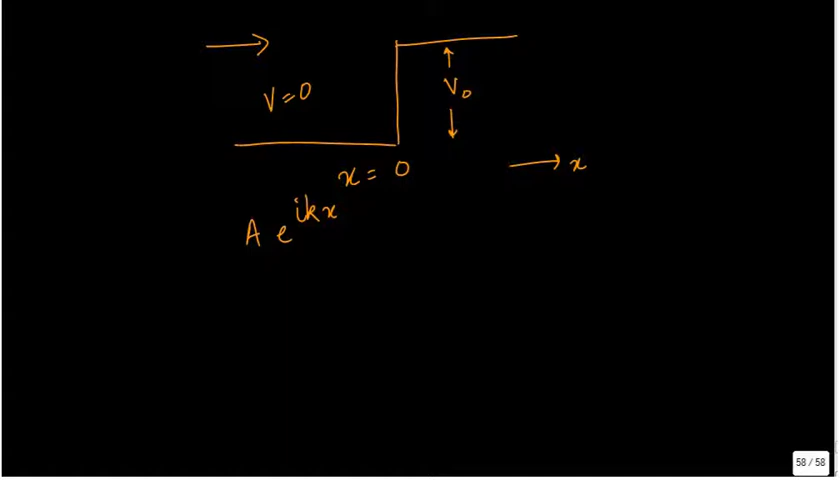 V = 0
V₀
x = 0
→ x
A e^{ikx}
58 / 58